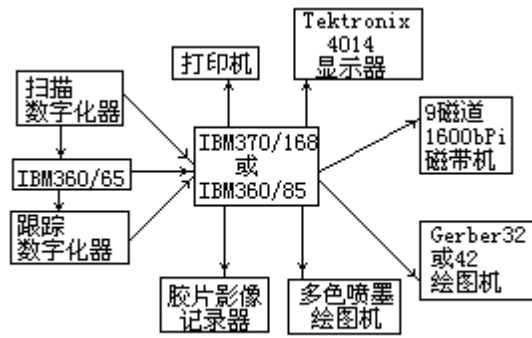 Tektronix
4014
显示器
打印机
扫描
数字化器
9磁道
1600bPi
磁带机
IBM370/168
或
IBM360/85
IBM360/65
跟踪
数字化器
Gerber32
或42
绘图机
胶片影像
记录器
多色喷墨
绘图机